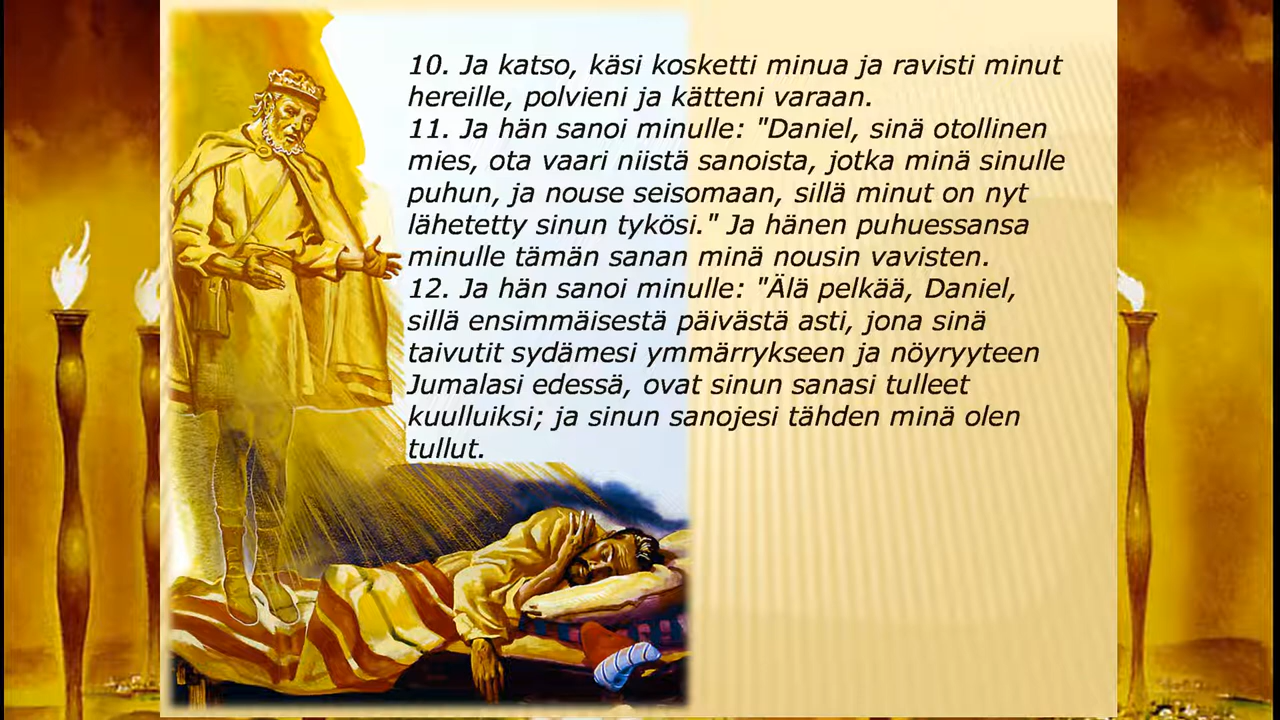 10. Ja katso, käsi kosketti minua ja ravisti minut
hereille, polvieni ja kätteni varaan.
11. Ja hän sanoi minulle: "Daniel, sinä otollinen
mies, ota vaari niistä sanoista, jotka minä sinulle
puhun, ja nouse seisomaan, sillä minut on nyt
lähetetty sinun tykösi." Ja hänen puhuessansa
minulle tämän sanan minä nousin vavisten.
12. Ja hän sanoi minulle: "Älä pelkää, Daniel,
sillä ensimmäisestä päivästä asti, jona sinä
taivutit sydämesi ymmärrykseen ja nöyryyteen
Jumalasi edessä, ovat sinun sanasi tulleet
kuulluiksi; ja sinun sanojesi tähden minä olen
tullut.